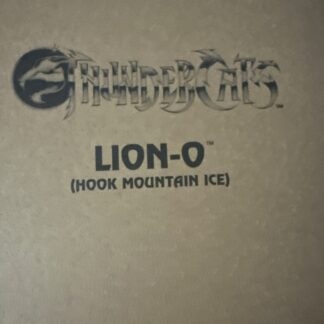 THUNDERCATS™
LION-O™
(HOOK MOUNTAIN ICE)